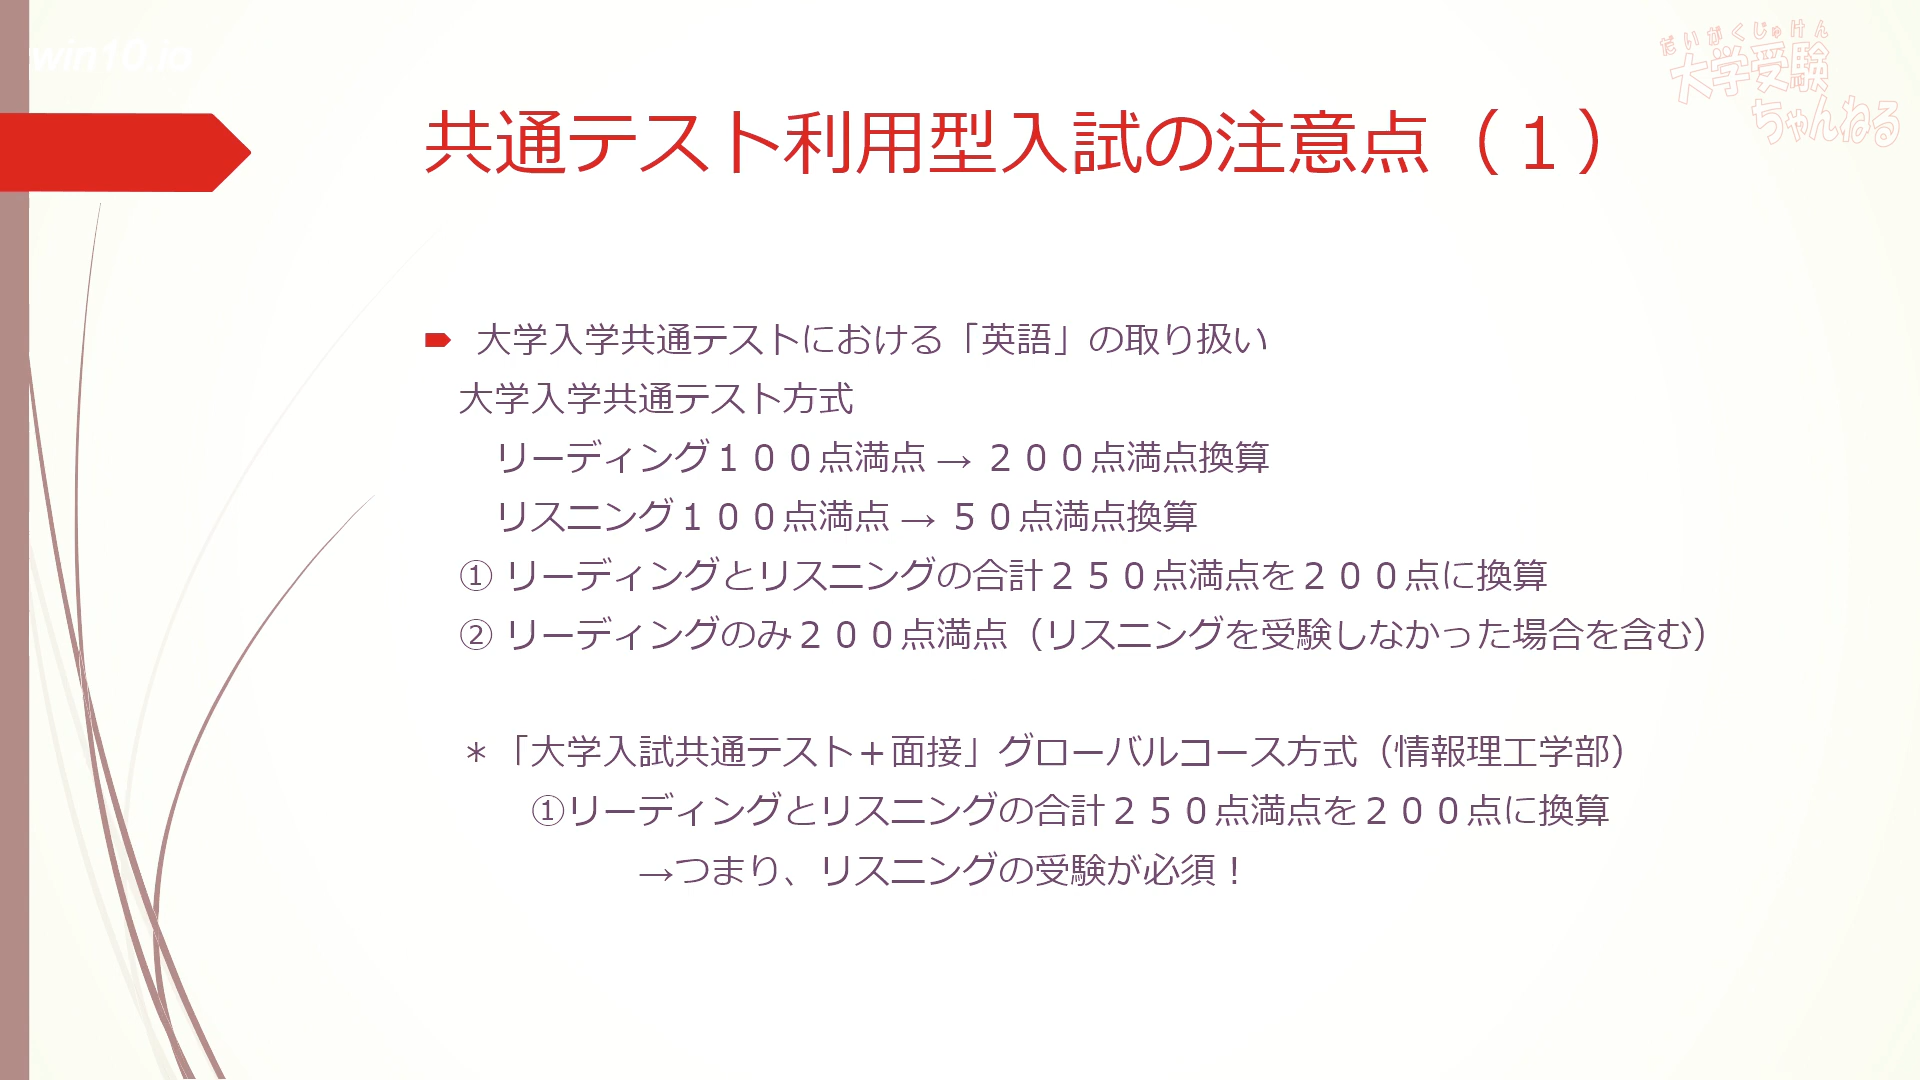 win10.io
だいがくじゅけん
大学受験
ちゃんねる
共通テスト利用型入試の注意点（１）
大学入学共通テストにおける「英語」の取り扱い
大学入学共通テスト方式
リーディング１００点満点 → ２００点満点換算
リスニング１００点満点 → ５０点満点換算
① リーディングとリスニングの合計２５０点満点を２００点に換算
② リーディングのみ２００点満点（リスニングを受験しなかった場合を含む）
＊「大学入試共通テスト＋面接」グローバルコース方式（情報理工学部）
①リーディングとリスニングの合計２５０点満点を２００点に換算
→つまり、リスニングの受験が必須！